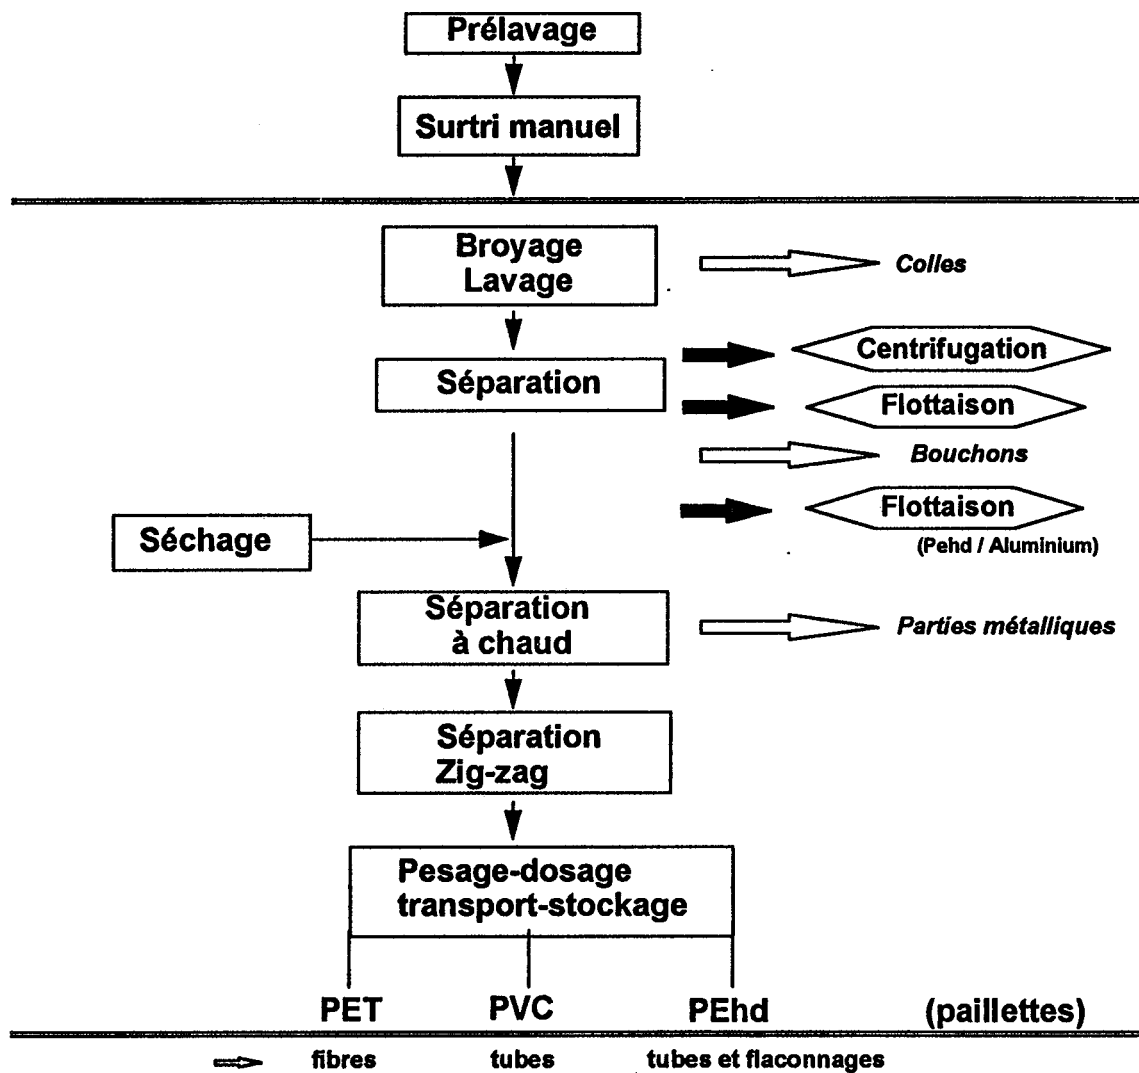 Prélavage
Surtri manuel
Broyage
Lavage
Colles
Séparation
Centrifugation
Flottaison
Bouchons
Flottaison
(Pehd / Aluminium)
Séchage
Séparation
à chaud
Parties métalliques
Séparation
Zig-zag
Pesage-dosage
transport-stockage
PET PVC PEhd (paillettes)
fibres tubes tubes et flaconnages